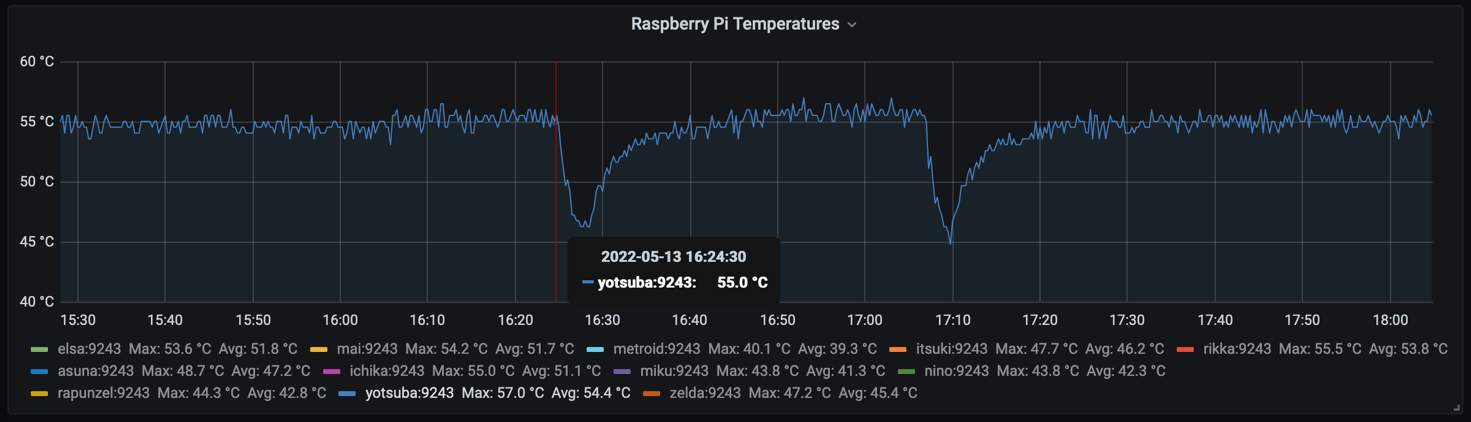 Raspberry Pi Temperatures
60 °C
55 °C
50 °C
45 °C
40 °C
2022-05-13 16:24:30
yotsuba:9243: 55.0 °C
15:30 15:40 15:50 16:00 16:10 16:20 16:30 16:40 16:50 17:00 17:10 17:20 17:30 17:40 17:50 18:00
elsa:9243 Max: 53.6 °C Avg: 51.8 °C mai:9243 Max: 54.2 °C Avg: 51.7 °C metroid:9243 Max: 40.1 °C Avg: 39.3 °C itsuki:9243 Max: 47.7 °C Avg: 46.2 °C rikka:9243 Max: 55.5 °C Avg: 53.8 °C
asuna:9243 Max: 48.7 °C Avg: 47.2 °C ichika:9243 Max: 55.0 °C Avg: 51.1 °C miku:9243 Max: 43.8 °C Avg: 41.3 °C nino:9243 Max: 43.8 °C Avg: 42.3 °C
rapunzel:9243 Max: 44.3 °C Avg: 42.8 °C yotsuba:9243 Max: 57.0 °C Avg: 54.4 °C zelda:9243 Max: 47.2 °C Avg: 45.4 °C